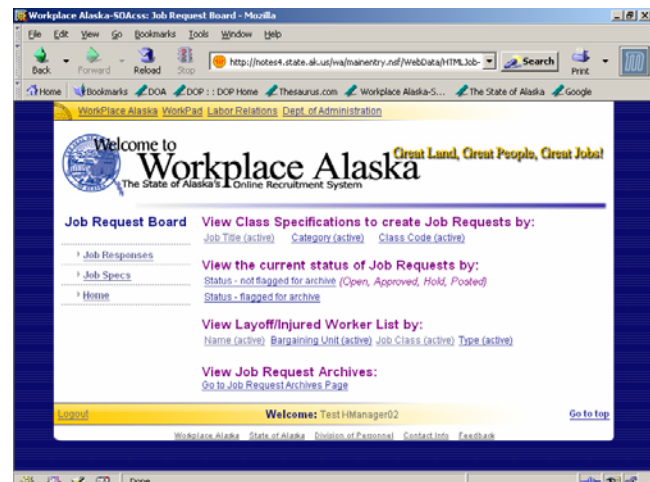 Workplace Alaska-SOAcss: Job Request Board - Mozilla
File Edit View Go Bookmarks Tools Window Help
Back Forward Reload Stop http://notes4.state.ak.us/wa/mainentry.nsf/WebData/HTMLJob- Search Print
Home Bookmarks DOA DOP : : DOP Home Thesaurus.com Workplace Alaska-S... The State of Alaska Google
WorkPlace Alaska WorkPad Labor Relations Dept. of Administration
Welcome to
Workplace Alaska
Great Land, Great People, Great Jobs!
The State of Alaska's Online Recruitment System
Job Request Board
Job Responses
Job Specs
Home
View Class Specifications to create Job Requests by:
Job Title (active) Category (active) Class Code (active)
View the current status of Job Requests by:
Status - not flagged for archive (Open, Approved, Hold, Posted)
Status - flagged for archive
View Layoff/Injured Worker List by:
Name (active) Bargaining Unit (active) Job Class (active) Type (active)
View Job Request Archives:
Go to Job Request Archives Page
Logout Welcome: Test HManager02 Go to top
Workplace Alaska State of Alaska Division of Personnel Contact Info Feedback
Done